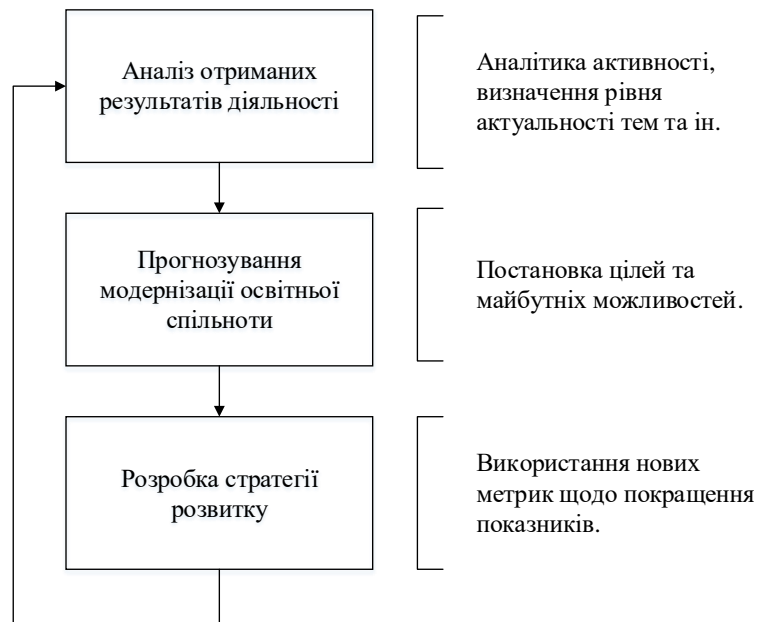 Аналіз отриманих
результатів діяльності
Аналітика активності,
визначення рівня
актуальності тем та ін.
Прогнозування
модернізації освітньої
спільноти
Постановка цілей та
майбутніх можливостей.
Розробка стратегії
розвитку
Використання нових
метрик щодо покращення
показників.